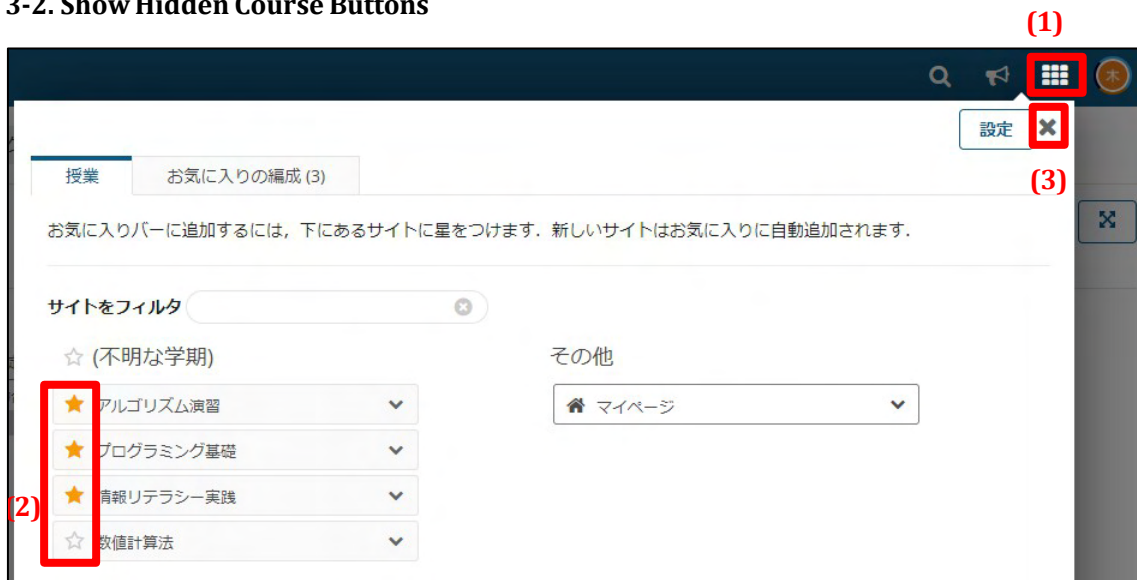 3-2. Show Hidden Course Buttons
(1)
木
設定
(3)
授業
お気に入りの編成 (3)
お気に入りバーに追加するには，下にあるサイトに星をつけます．新しいサイトはお気に入りに自動追加されます．
サイトをフィルタ
(不明な学期)
その他
アルゴリズム演習
マイページ
プログラミング基礎
(2)
情報リテラシー実践
数値計算法